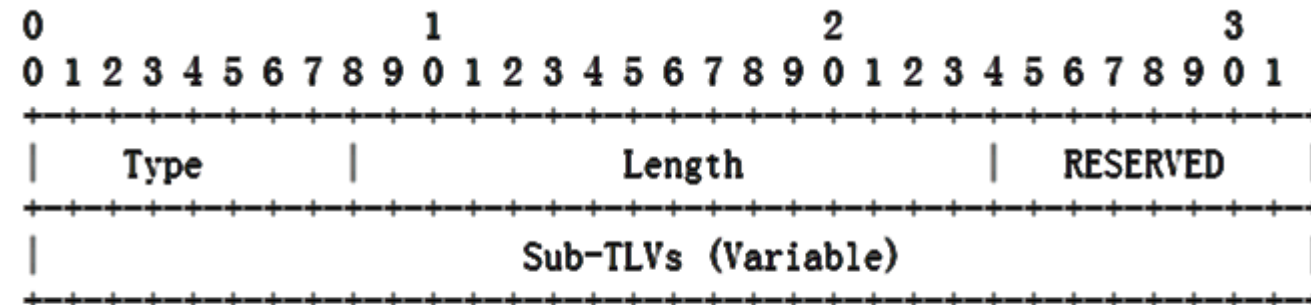 0 1 2 3
0 1 2 3 4 5 6 7 8 9 0 1 2 3 4 5 6 7 8 9 0 1 2 3 4 5 6 7 8 9 0 1
+-+-+-+-+-+-+-+-+-+-+-+-+-+-+-+-+-+-+-+-+-+-+-+-+-+-+-+-+-+-+-+-
| Type | Length | RESERVED |
+-+-+-+-+-+-+-+-+-+-+-+-+-+-+-+-+-+-+-+-+-+-+-+-+-+-+-+-+-+-+-+-
| Sub-TLVs (Variable) |
+-+-+-+-+-+-+-+-+-+-+-+-+-+-+-+-+-+-+-+-+-+-+-+-+-+-+-+-+-+-+-+-